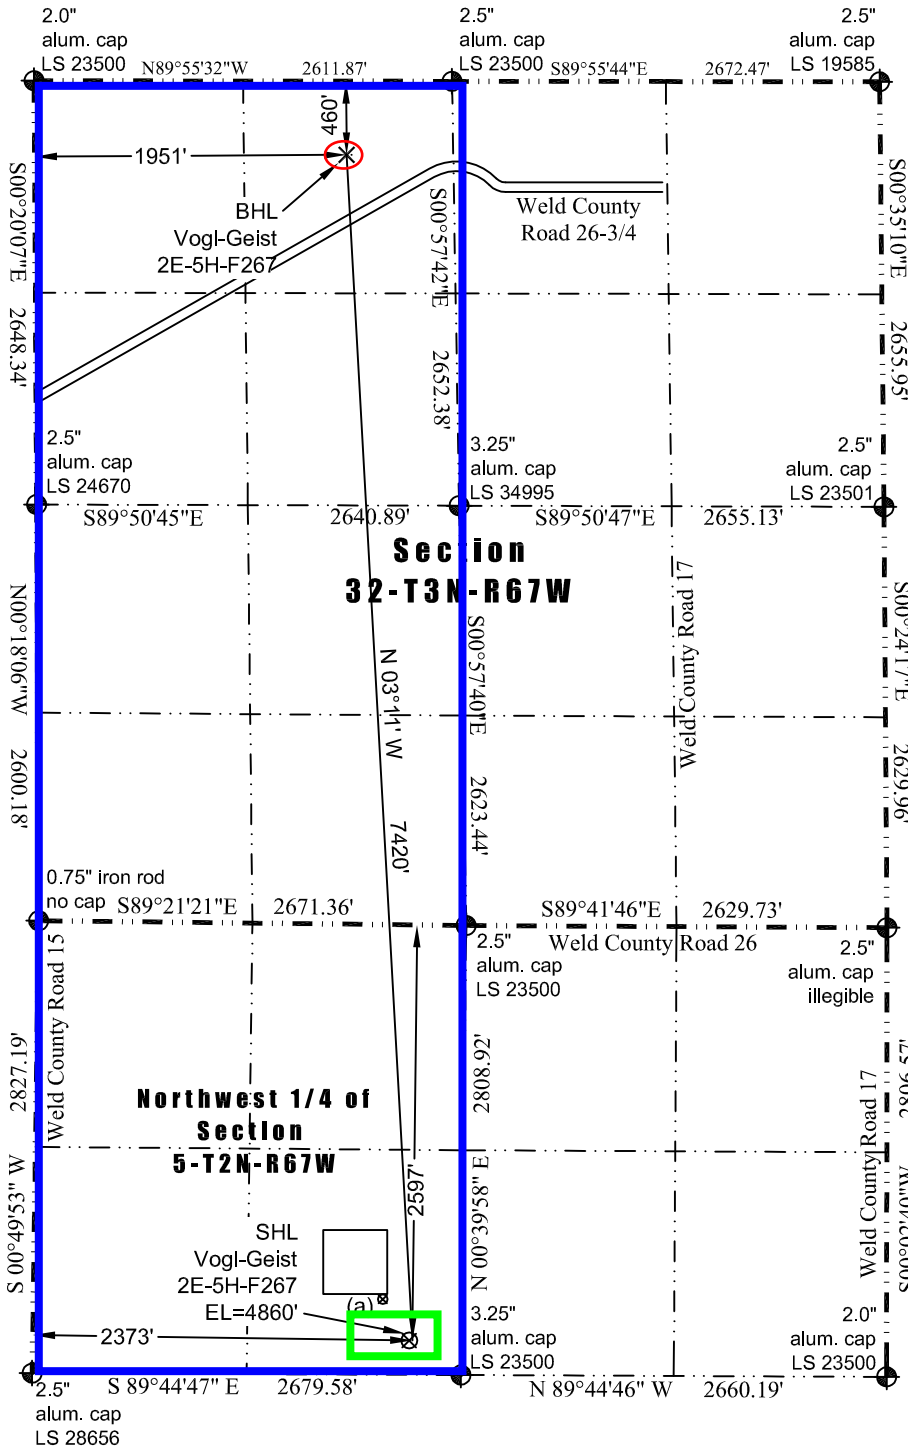 2.0"
alum. cap
LS 23500
2.5"
alum. cap
LS 23500
2.5"
alum. cap
LS 19585
N89°55'32"W 2611.87'
S89°55'44"E 2672.47'
460'
1951'
BHL
Vogl-Geist
2E-5H-F267
Weld County
Road 26-3/4
S00°20'07"E 2648.34'
S00°57'42"E 2652.38'
S00°35'10"E 2655.95'
2.5"
alum. cap
LS 24670
3.25"
alum. cap
LS 34995
2.5"
alum. cap
LS 23501
S89°50'45"E 2640.89'
S89°50'47"E 2655.13'
Section
32-T3N-R67W
N00°18'06"W 2600.18'
N 03°11' W 7420'
S00°57'40"E 2623.44'
Weld County Road 17
S00°24'17"E 2629.96'
0.75" iron rod
no cap
S89°21'21"E 2671.36'
S89°41'46"E 2629.73'
Weld County Road 26
2.5"
alum. cap
LS 23500
2.5"
alum. cap
illegible
Weld County Road 15
S 00°49'53" W 2827.19'
Northwest 1/4 of
Section
5-T2N-R67W
2597'
N 00°39'58" E 2808.92'
Weld County Road 17
SHL
Vogl-Geist
2E-5H-F267
EL=4860'
(a)
2373'
3.25"
alum. cap
LS 23500
2.0"
alum. cap
LS 23500
S 89°44'47" E 2679.58'
N 89°44'46" W 2660.19'
2.5"
alum. cap
LS 28656